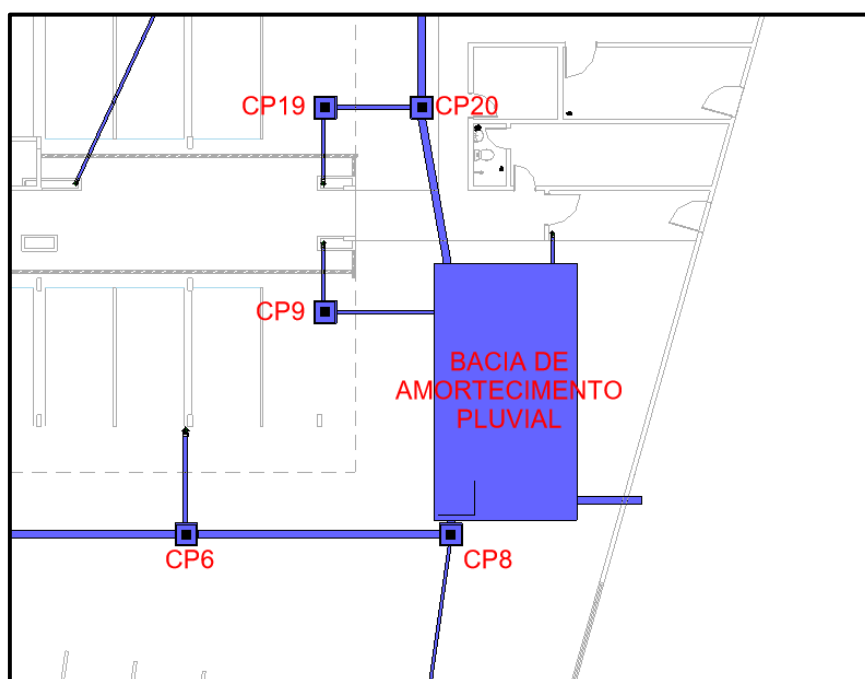 CP19
CP20
CP9
BACIA DE
AMORTECIMENTO
PLUVIAL
CP6
CP8